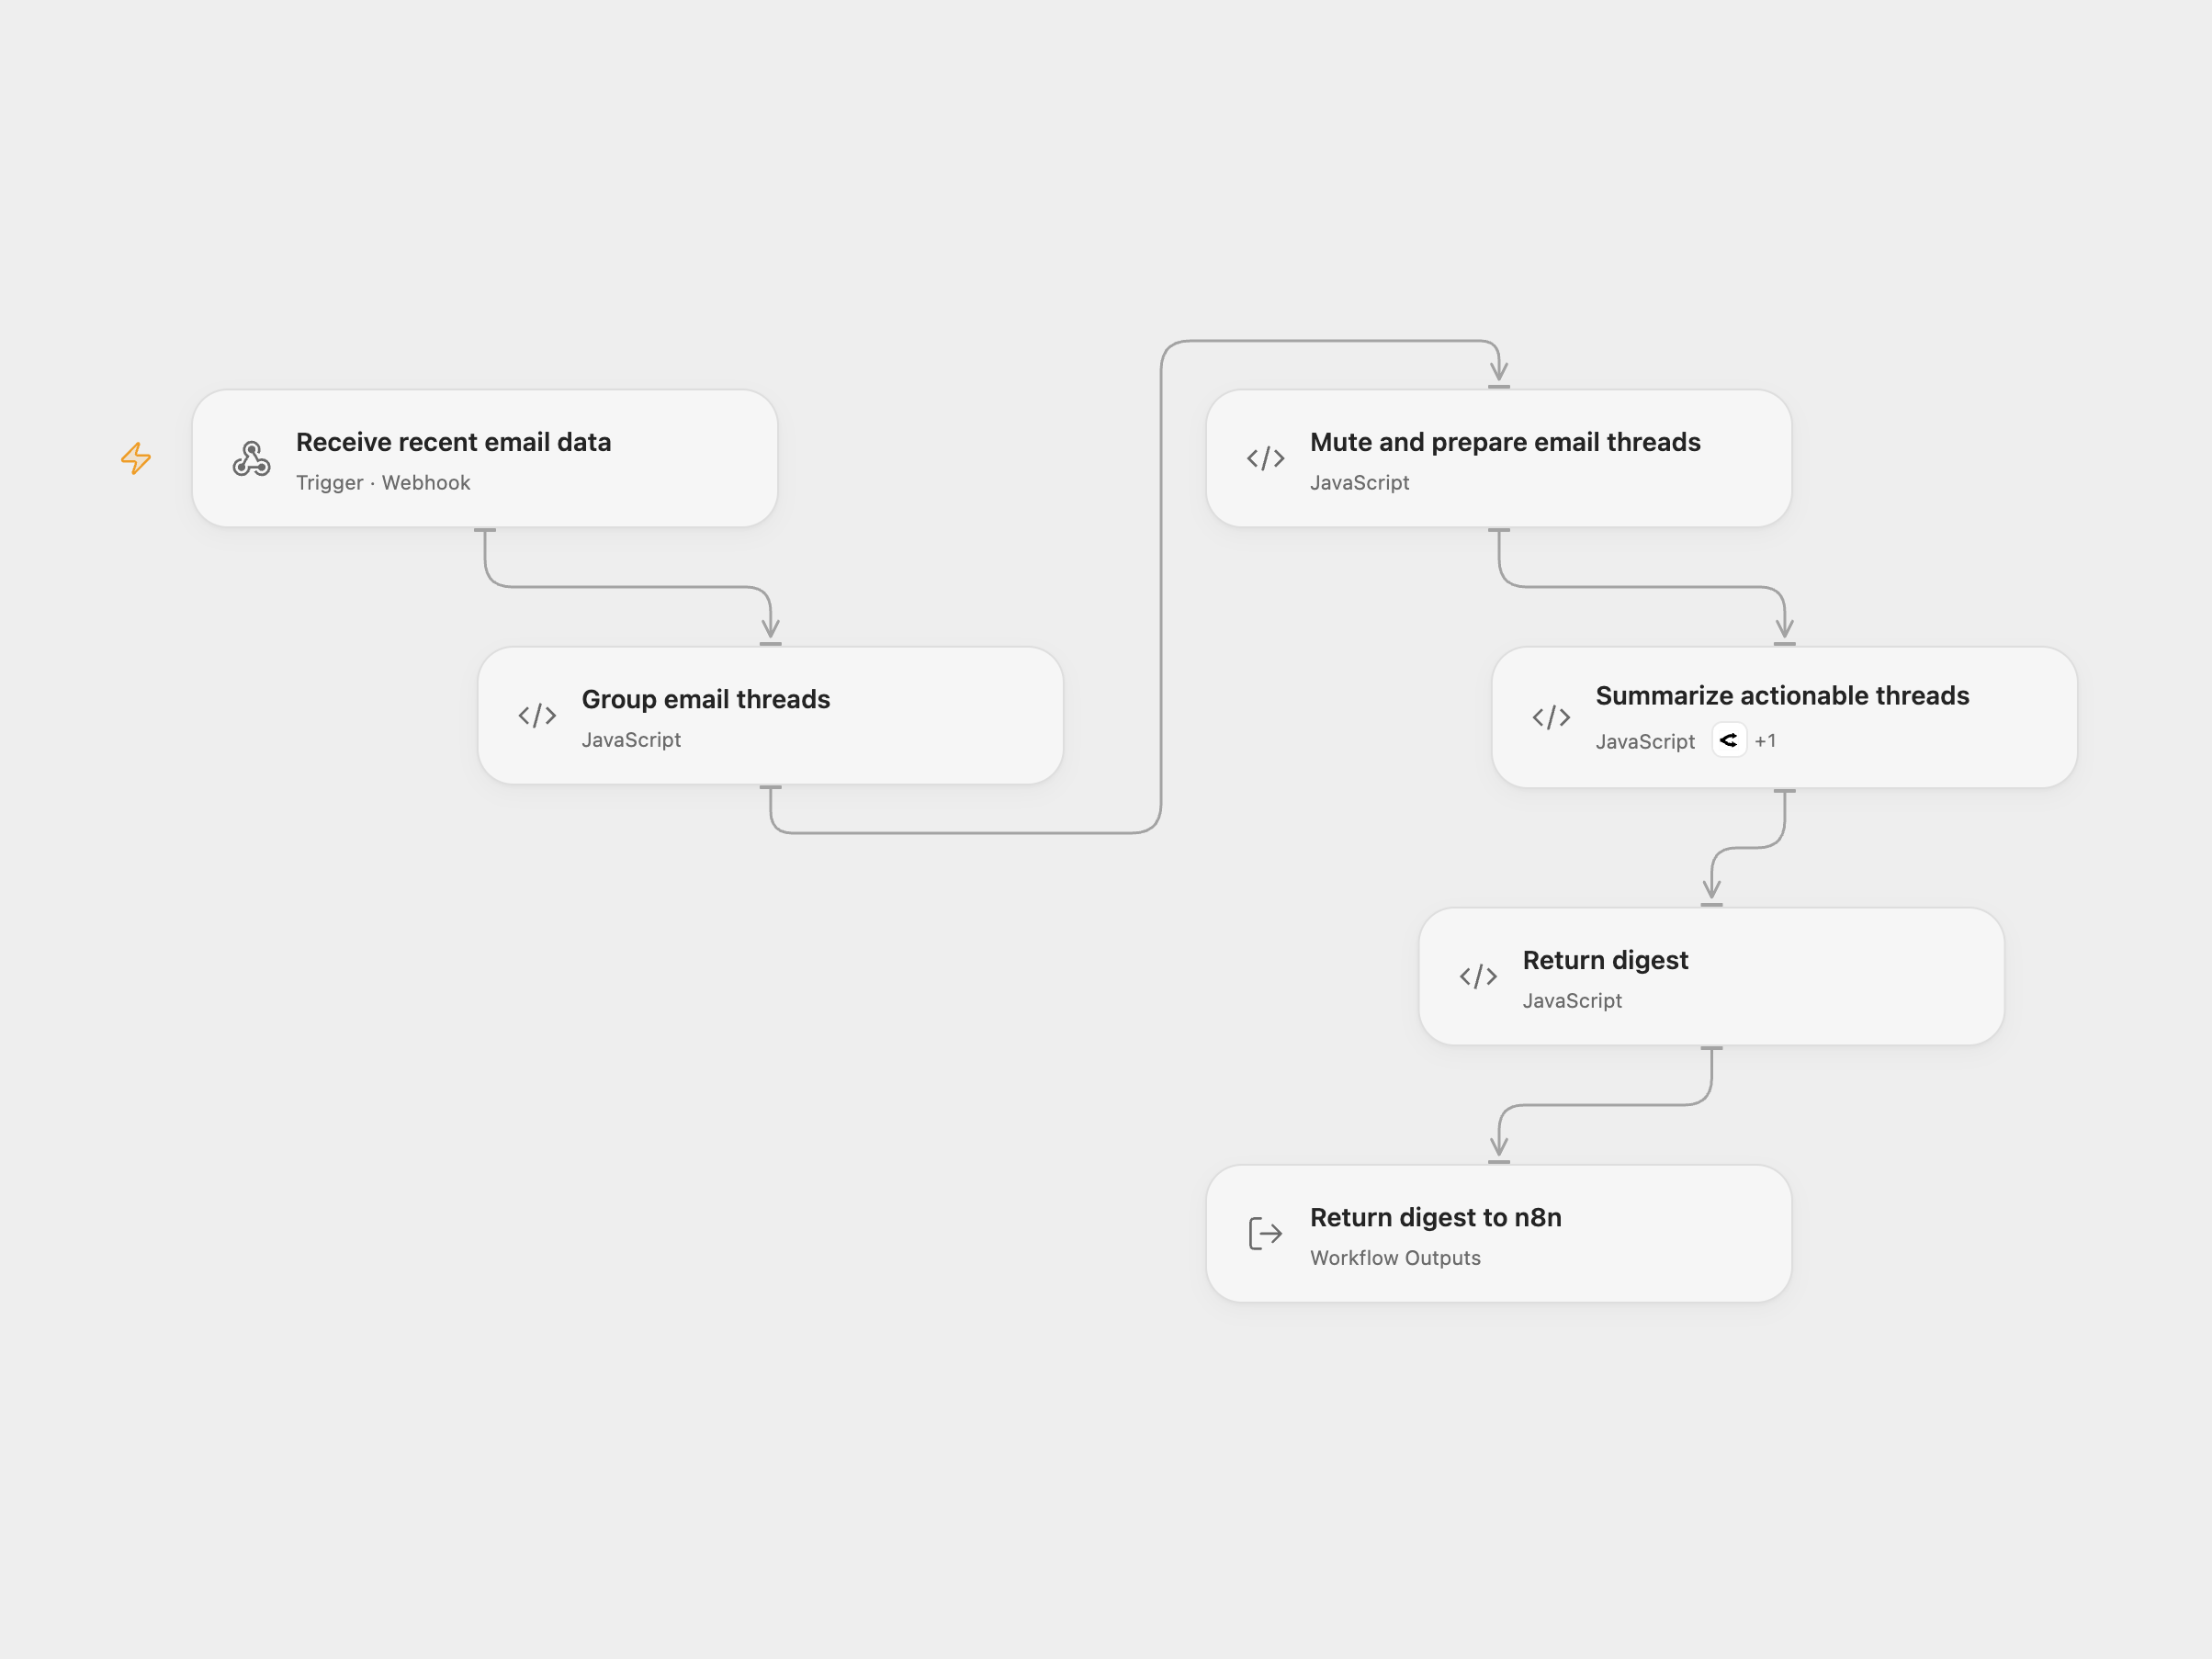 Receive recent email data
Trigger · Webhook
Group email threads
JavaScript
Mute and prepare email threads
JavaScript
Summarize actionable threads
JavaScript +1
Return digest
JavaScript
Return digest to n8n
Workflow Outputs